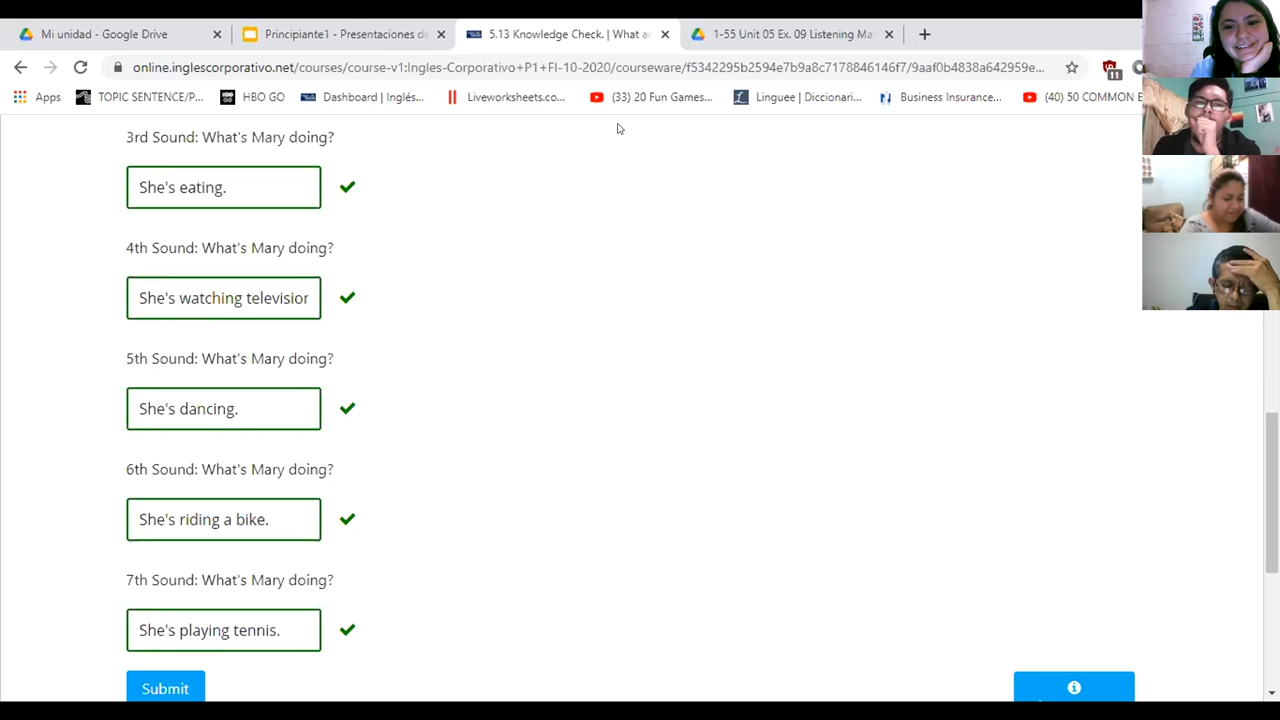 Mi unidad - Google Drive
Principiante1 - Presentaciones de
5.13 Knowledge Check. | What a
1-55 Unit 05 Ex. 09 Listening Ma
online.inglescorporativo.net/courses/course-v1:Ingles-Corporativo+P1+FI-10-2020/courseware/f5342295b2594e7b9a8c7178846146f7/9aaf0b4838a642959e...
11
Apps
TOPIC SENTENCE/P...
HBO GO
Dashboard | Inglés...
Liveworksheets.co...
(33) 20 Fun Games...
Linguee | Diccionari...
Business Insurance...
(40) 50 COMMON E
3rd Sound: What's Mary doing?
She's eating.
4th Sound: What's Mary doing?
She's watching television
5th Sound: What's Mary doing?
She's dancing.
6th Sound: What's Mary doing?
She's riding a bike.
7th Sound: What's Mary doing?
She's playing tennis.
Submit